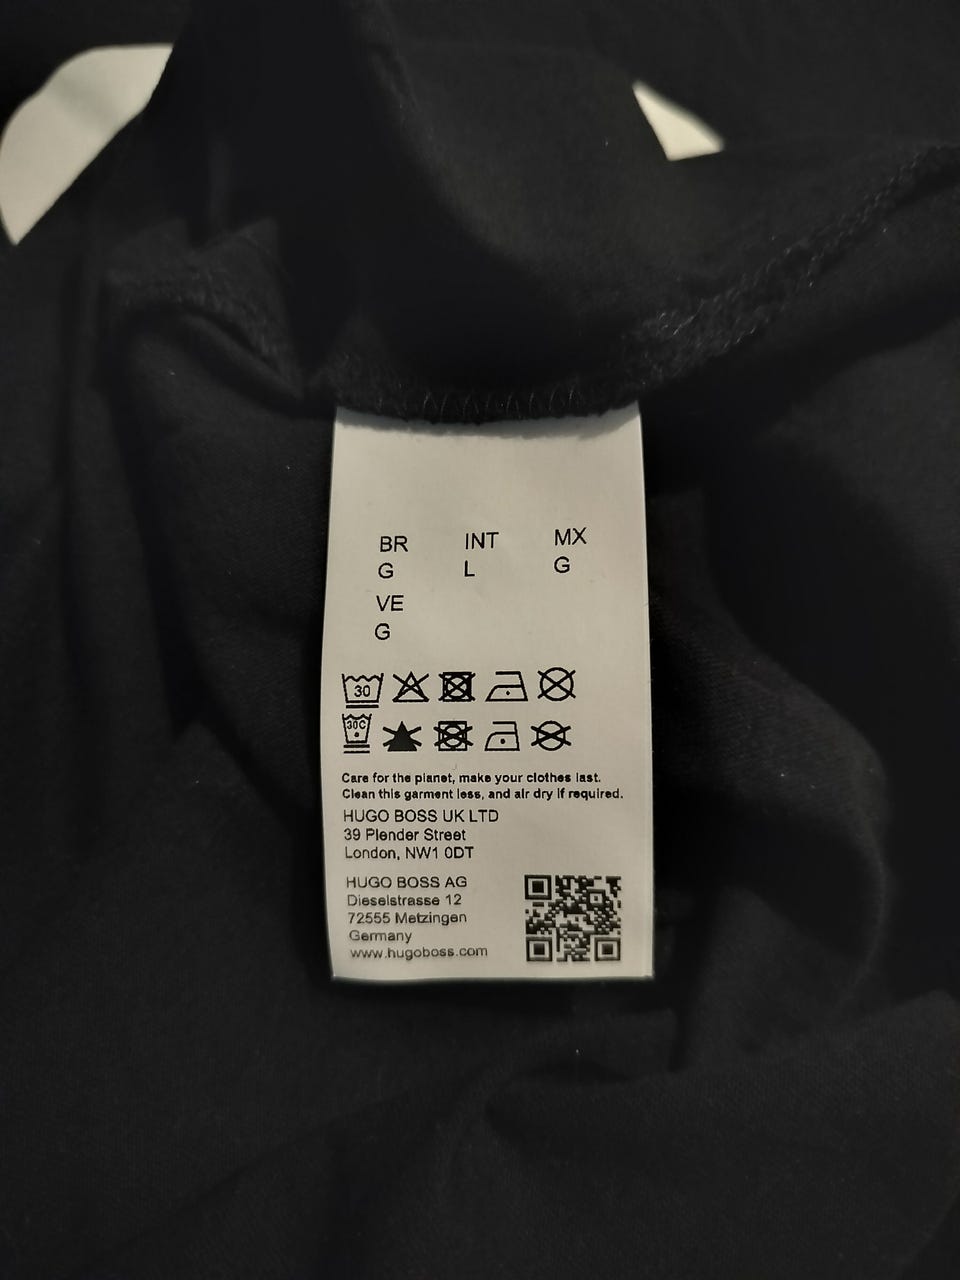 BR INT MX
G L G
VE
G
30
30C
Care for the planet, make your clothes last.
Clean this garment less, and air dry if required.
HUGO BOSS UK LTD
39 Plender Street
London, NW1 0DT
HUGO BOSS AG
Dieselstrasse 12
72555 Metzingen
Germany
www.hugoboss.com